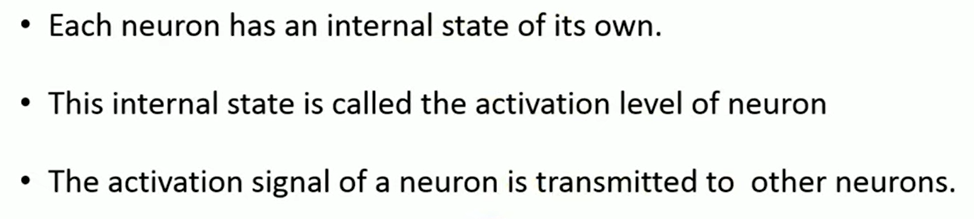 • Each neuron has an internal state of its own.
• This internal state is called the activation level of neuron
• The activation signal of a neuron is transmitted to  other neurons.